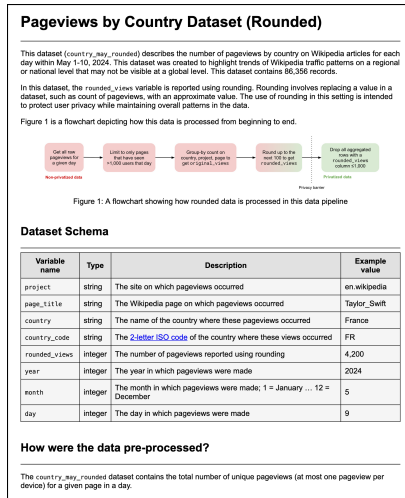 Pageviews by Country Dataset (Rounded)
This dataset (country_may_rounded) describes the number of pageviews by country on Wikipedia articles for each
day within May 1-10, 2024. This dataset was created to highlight trends of Wikipedia traffic patterns on a regional
or national level that may not be visible at a global level. This dataset contains 86,356 records.
In this dataset, the rounded_views variable is reported using rounding. Rounding involves replacing a value in a
dataset, such as count of pageviews, with an approximate value. The use of rounding in this setting is intended
to protect user privacy while maintaining overall patterns in the data.
Figure 1 is a flowchart depicting how this data is processed from beginning to end.
Get all raw
pageviews for
a given day
Limit to only pages
that have seen
>1,000 users that day
Group-by count on
country, project, page to
get original_views
Round up to the
next 100 to get
rounded_views
Drop all aggregated
rows with a
rounded_views
≤1,000
Non-privatized data
Privacy barrier
Privatized data
Figure 1: A flowchart showing how rounded data is processed in this data pipeline
Dataset Schema
Variable name Type Description Example value
project string The site on which pageviews occurred en.wikipedia
page_title string The Wikipedia page on which pageviews occurred Taylor_Swift
country string The name of the country where these pageviews occurred France
country_code string The 2-letter ISO code of the country where these views occurred FR
rounded_views integer The number of pageviews reported using rounding 4,200
year integer The year in which pageviews were made 2024
month integer The month in which pageviews were made; 1 = January … 12 = December 5
day integer The day in which pageviews were made 9
How were the data pre-processed?
The country_may_rounded dataset contains the total number of unique pageviews (at most one pageview per
device) for a given page in a day.